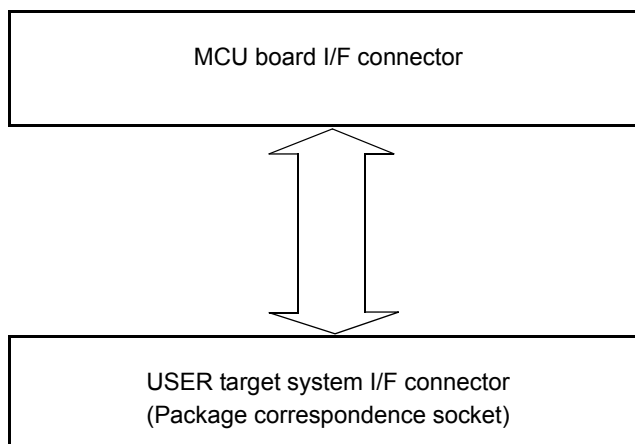 MCU board I/F connector
USER target system I/F connector
(Package correspondence socket)